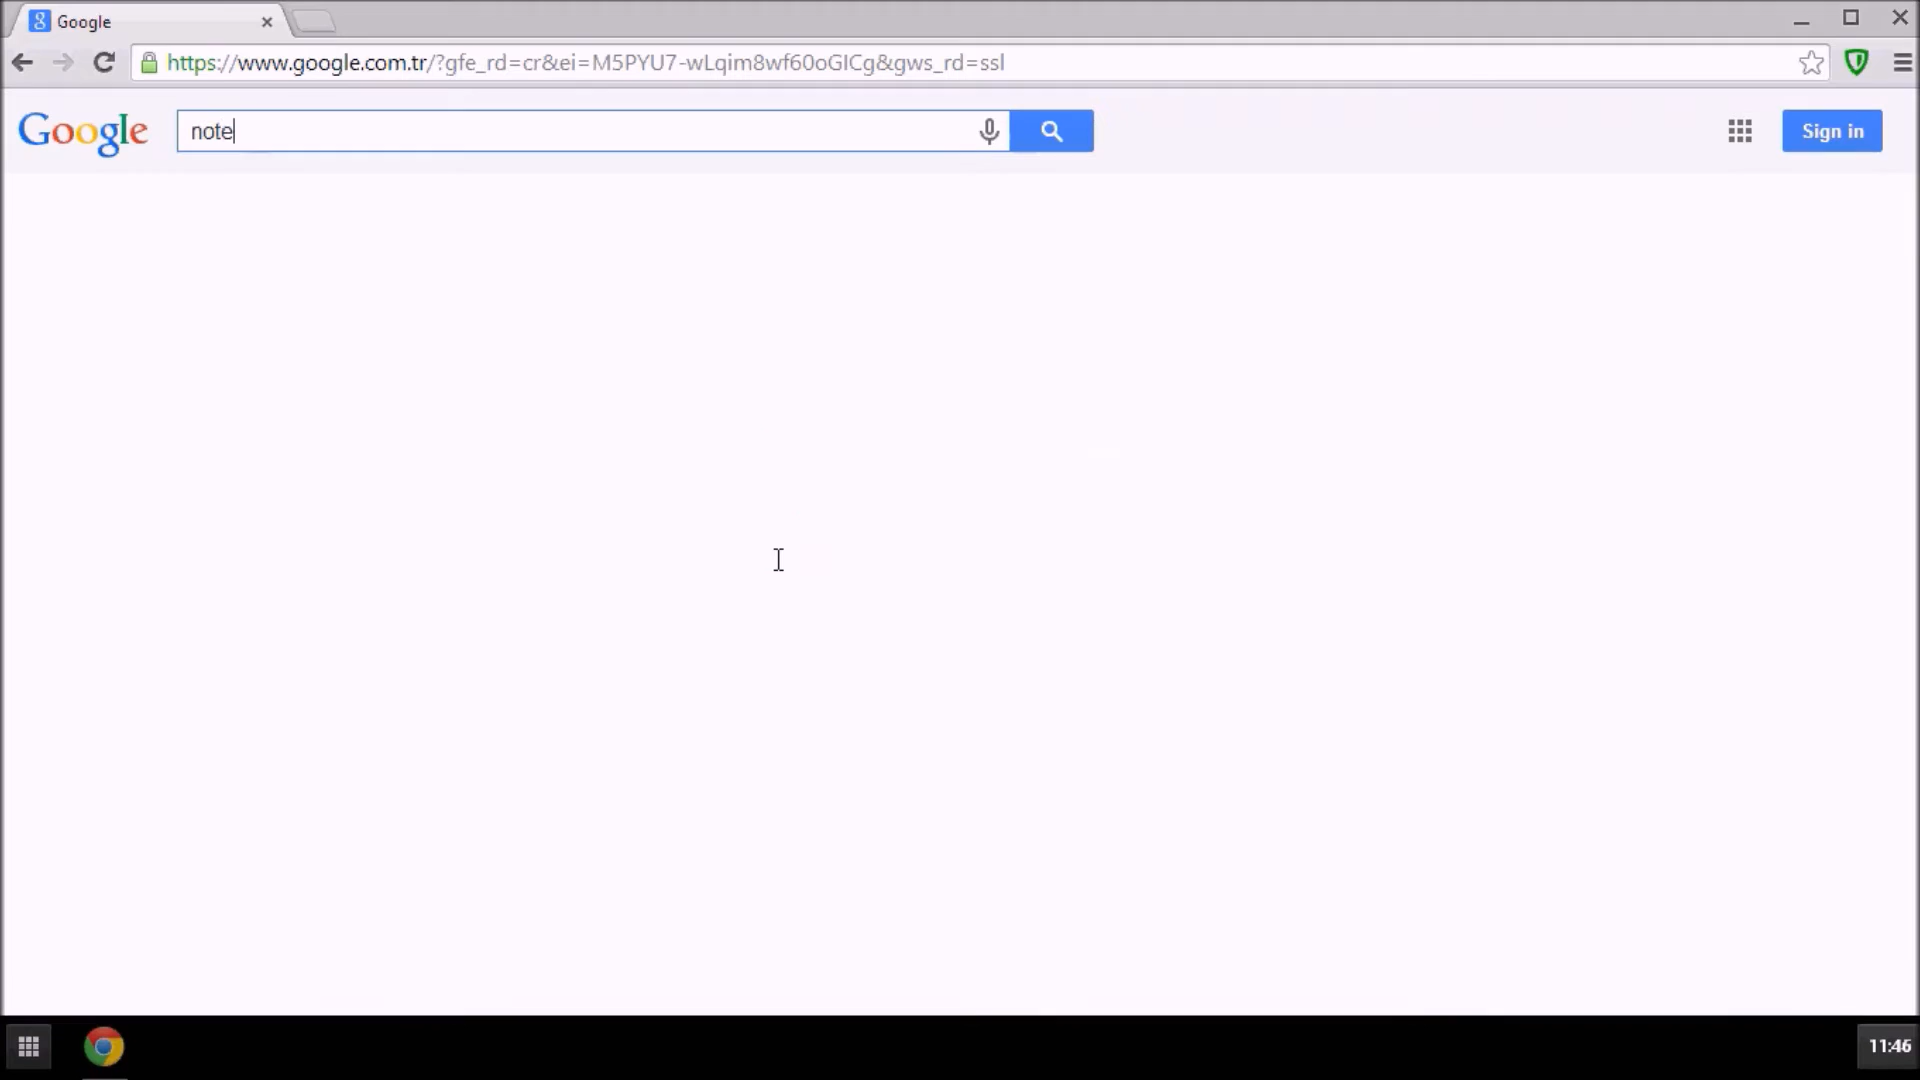 Google
https://www.google.com.tr/?gfe_rd=cr&ei=M5PYU7-wLqim8wf60oGICg&gws_rd=ssl
Google
note
Sign in
11:46